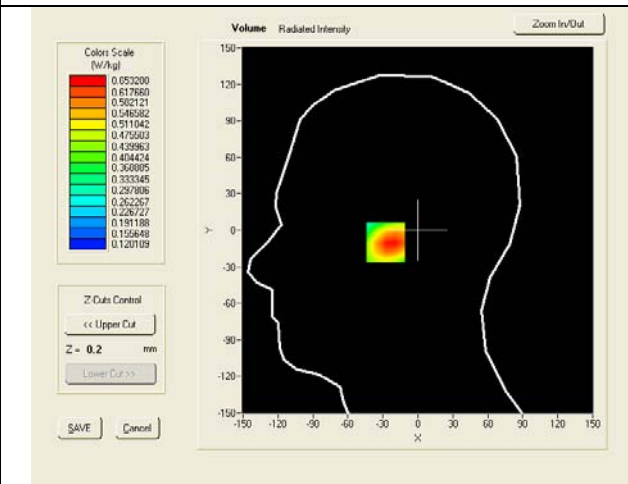 Volume Radiated Intensity
Zoom In/Out
Colors Scale
(W/kg)
0.653200
0.617660
0.582121
0.546582
0.511042
0.475503
0.439963
0.404424
0.368885
0.333345
0.297806
0.262267
0.226727
0.191188
0.155648
0.120109
Z-Cuts Control
<< Upper Cut
Z = 0.2 mm
Lower Cut >>
SAVE Cancel
150
120
90
60
30
0
-30
-60
-90
-120
-150
Y
-150 -120 -90 -60 -30 0 30 60 90 120 150
X